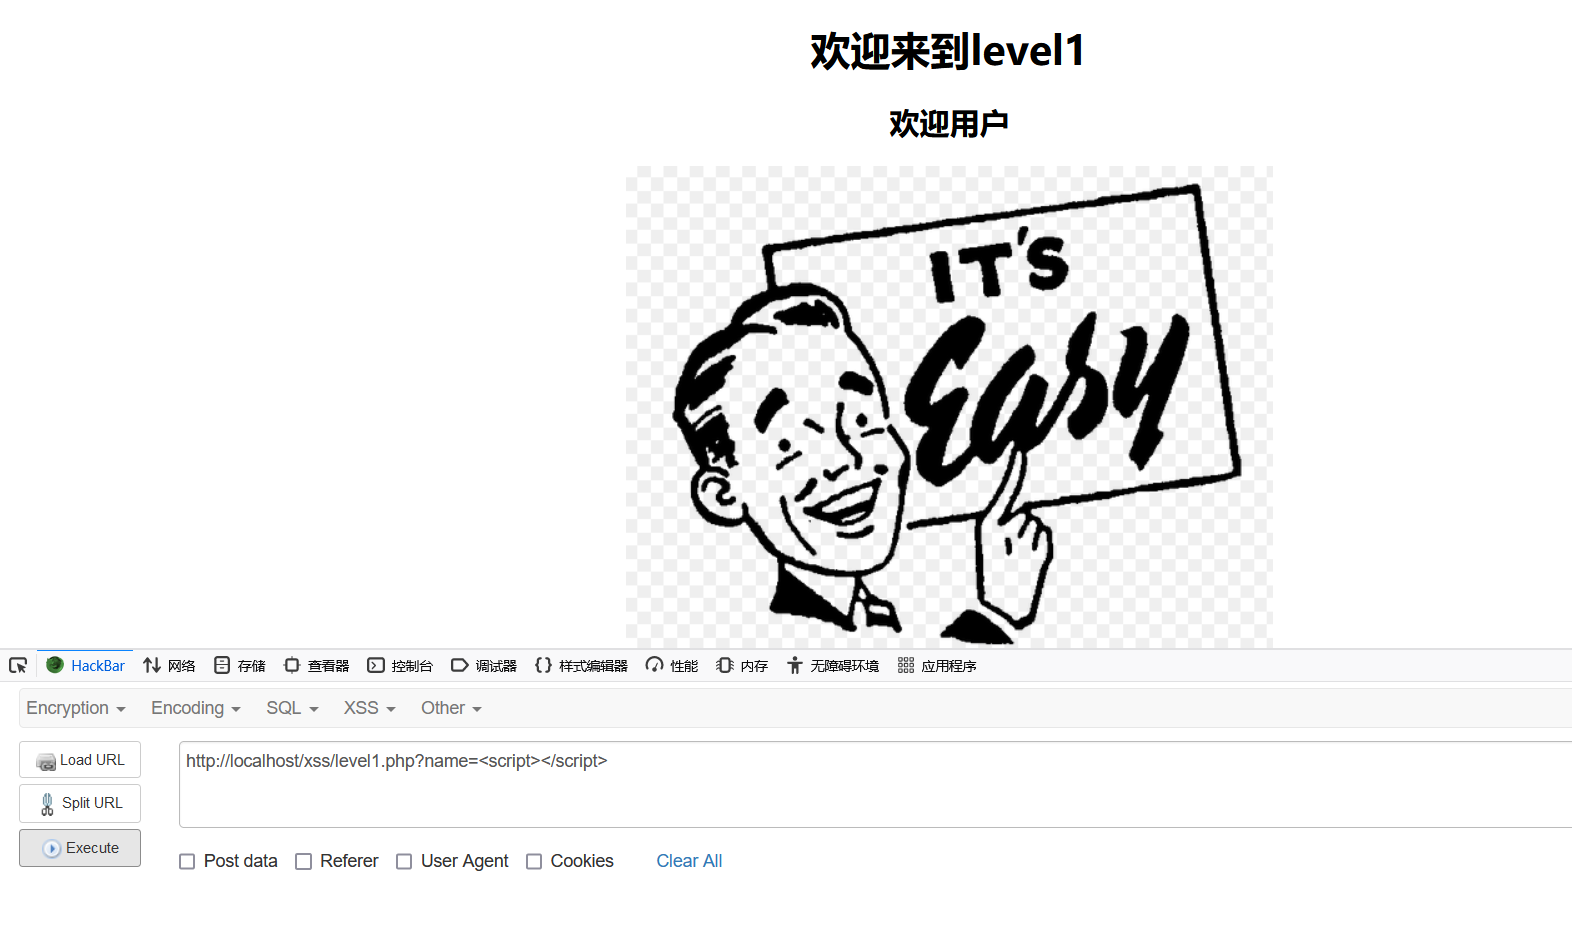 欢迎来到level1
欢迎用户
IT'S
Easy
HackBar 网络 存储 查看器 控制台 调试器 样式编辑器 性能 内存 无障碍环境 应用程序
Encryption Encoding SQL XSS Other
Load URL
http://localhost/xss/level1.php?name=<script></script>
Split URL
Execute
Post data Referer User Agent Cookies Clear All